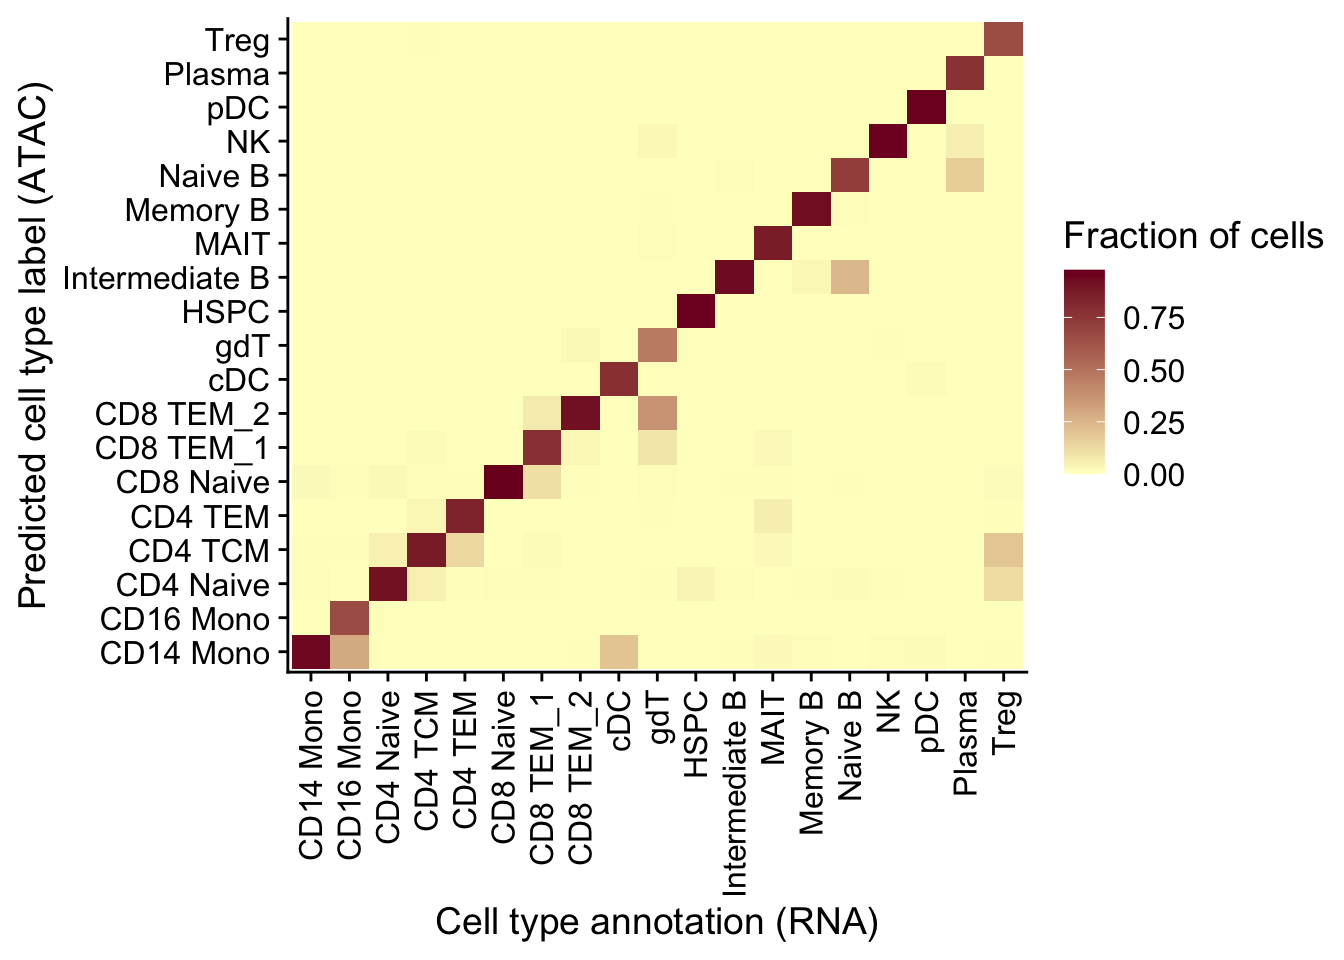 Predicted cell type label (ATAC)
Treg
Plasma
pDC
NK
Naive B
Memory B
MAIT
Intermediate B
HSPC
gdT
cDC
CD8 TEM_2
CD8 TEM_1
CD8 Naive
CD4 TEM
CD4 TCM
CD4 Naive
CD16 Mono
CD14 Mono
CD14 Mono
CD16 Mono
CD4 Naive
CD4 TCM
CD4 TEM
CD8 Naive
CD8 TEM_1
CD8 TEM_2
cDC
gdT
HSPC
Intermediate B
MAIT
Memory B
Naive B
NK
pDC
Plasma
Treg
Cell type annotation (RNA)
Fraction of cells
0.75
0.50
0.25
0.00